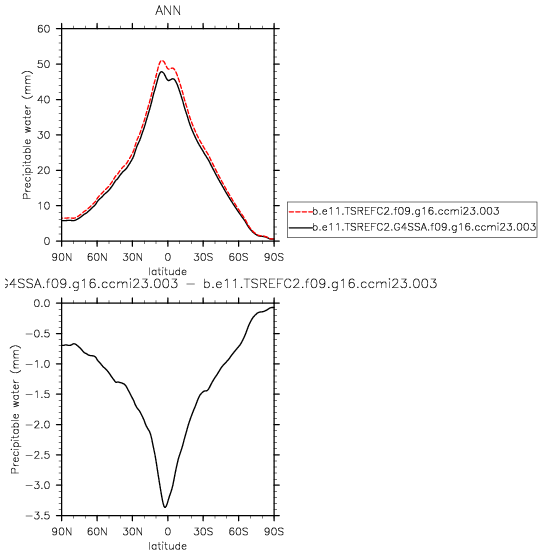 ANN
60
50
40
30
20
10
0
Precipitable water (mm)
90N 60N 30N 0 30S 60S 90S
latitude
b.e11.TSREFC2.f09.g16.ccmi23.003
b.e11.TSREFC2.G4SSA.f09.g16.ccmi23.003
G4SSA.f09.g16.ccmi23.003 − b.e11.TSREFC2.f09.g16.ccmi23.003
0.0
−0.5
−1.0
−1.5
−2.0
−2.5
−3.0
−3.5
Precipitable water (mm)
90N 60N 30N 0 30S 60S 90S
latitude